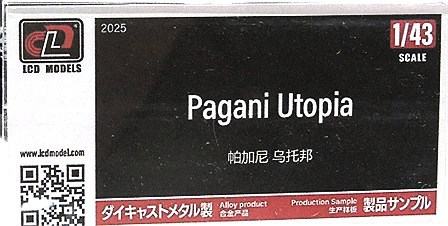 LCD MODELS
2025
1/43
SCALE
Pagani Utopia
帕加尼 乌托邦
www.lcdmodel.com
ダイキャストメタル製
Alloy product
合金产品
Production Sample
生产样板
製品サンプル